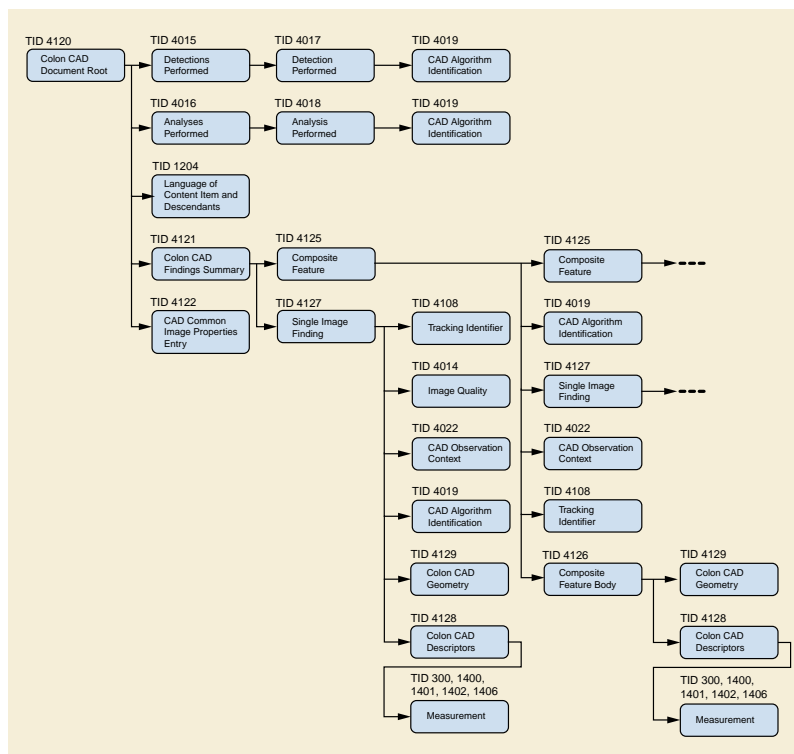 TID 4120
Colon CAD
Document Root
TID 4015
Detections
Performed
TID 4017
Detection
Performed
TID 4019
CAD Algorithm
Identification
TID 4016
Analyses
Performed
TID 4018
Analysis
Performed
TID 4019
CAD Algorithm
Identification
TID 1204
Language of
Content Item and
Descendants
TID 4121
Colon CAD
Findings Summary
TID 4125
Composite
Feature
TID 4125
Composite
Feature
TID 4122
CAD Common
Image Properties
Entry
TID 4127
Single Image
Finding
TID 4108
Tracking Identifier
TID 4019
CAD Algorithm
Identification
TID 4014
Image Quality
TID 4127
Single Image
Finding
TID 4022
CAD Observation
Context
TID 4022
CAD Observation
Context
TID 4019
CAD Algorithm
Identification
TID 4108
Tracking
Identifier
TID 4129
Colon CAD
Geometry
TID 4126
Composite
Feature Body
TID 4129
Colon CAD
Geometry
TID 4128
Colon CAD
Descriptors
TID 4128
Colon CAD
Descriptors
TID 300, 1400,
1401, 1402, 1406
Measurement
TID 300, 1400,
1401, 1402, 1406
Measurement